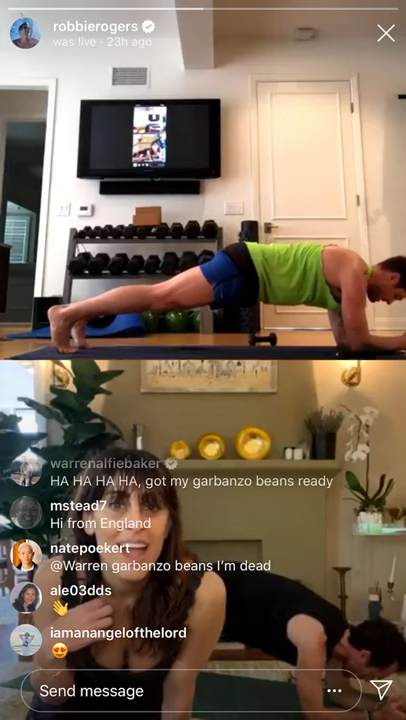 robbierogers
was live · 23h ago
warrenalfiebaker
HA HA HA HA, got my garbanzo beans ready
mstead7
Hi from England
natepoekert
@Warren garbanzo beans I'm dead
ale03dds
👋
iamanangelofthelord
😍
Send message